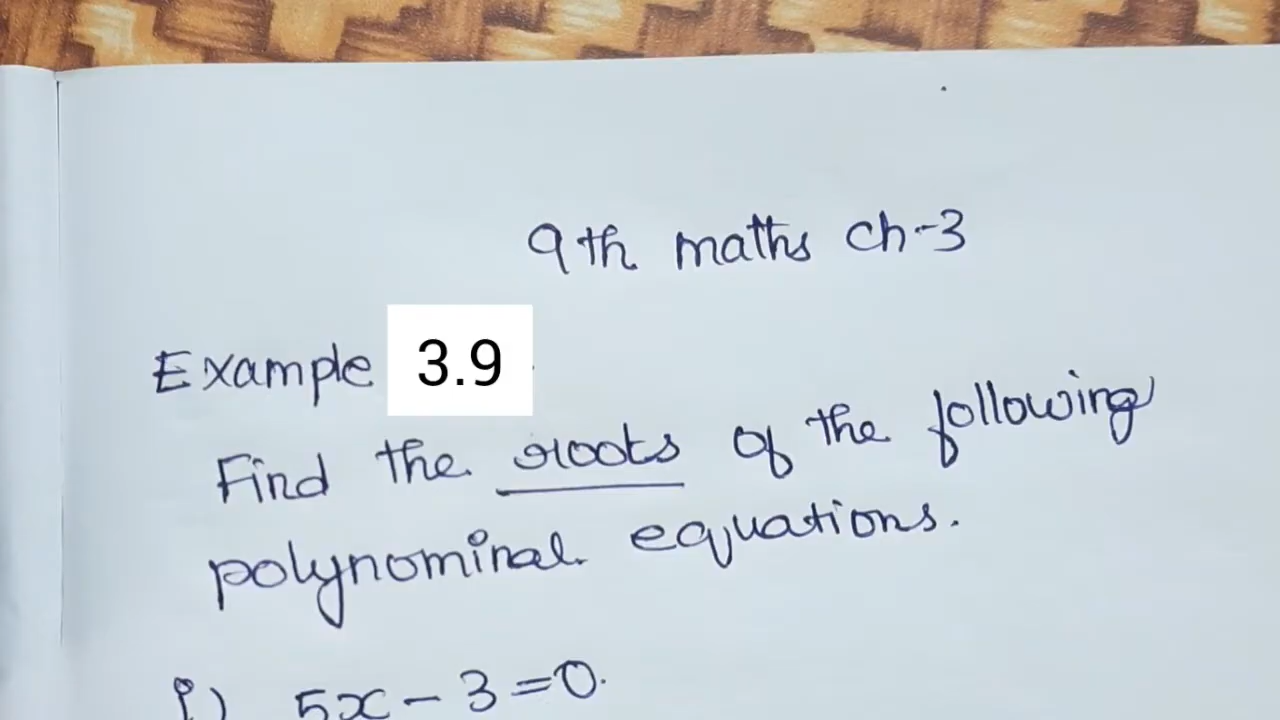 9th maths ch-3
Example 3.9
Find the roots of the following
polynominal equations.
i) 5x - 3 = 0.